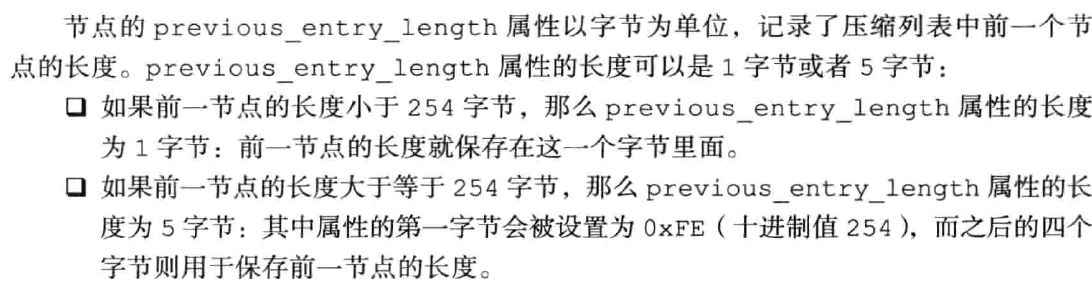 节点的 previous_entry_length 属性以字节为单位，记录了压缩列表中前一个节
点的长度。previous_entry_length 属性的长度可以是 1 字节或者 5 字节：
❏ 如果前一节点的长度小于 254 字节，那么 previous_entry_length 属性的长度
为 1 字节：前一节点的长度就保存在这一个字节里面。
❏ 如果前一节点的长度大于等于 254 字节，那么 previous_entry_length 属性的长
度为 5 字节：其中属性的第一字节会被设置为 0xFE（十进制值 254），而之后的四个
字节则用于保存前一节点的长度。